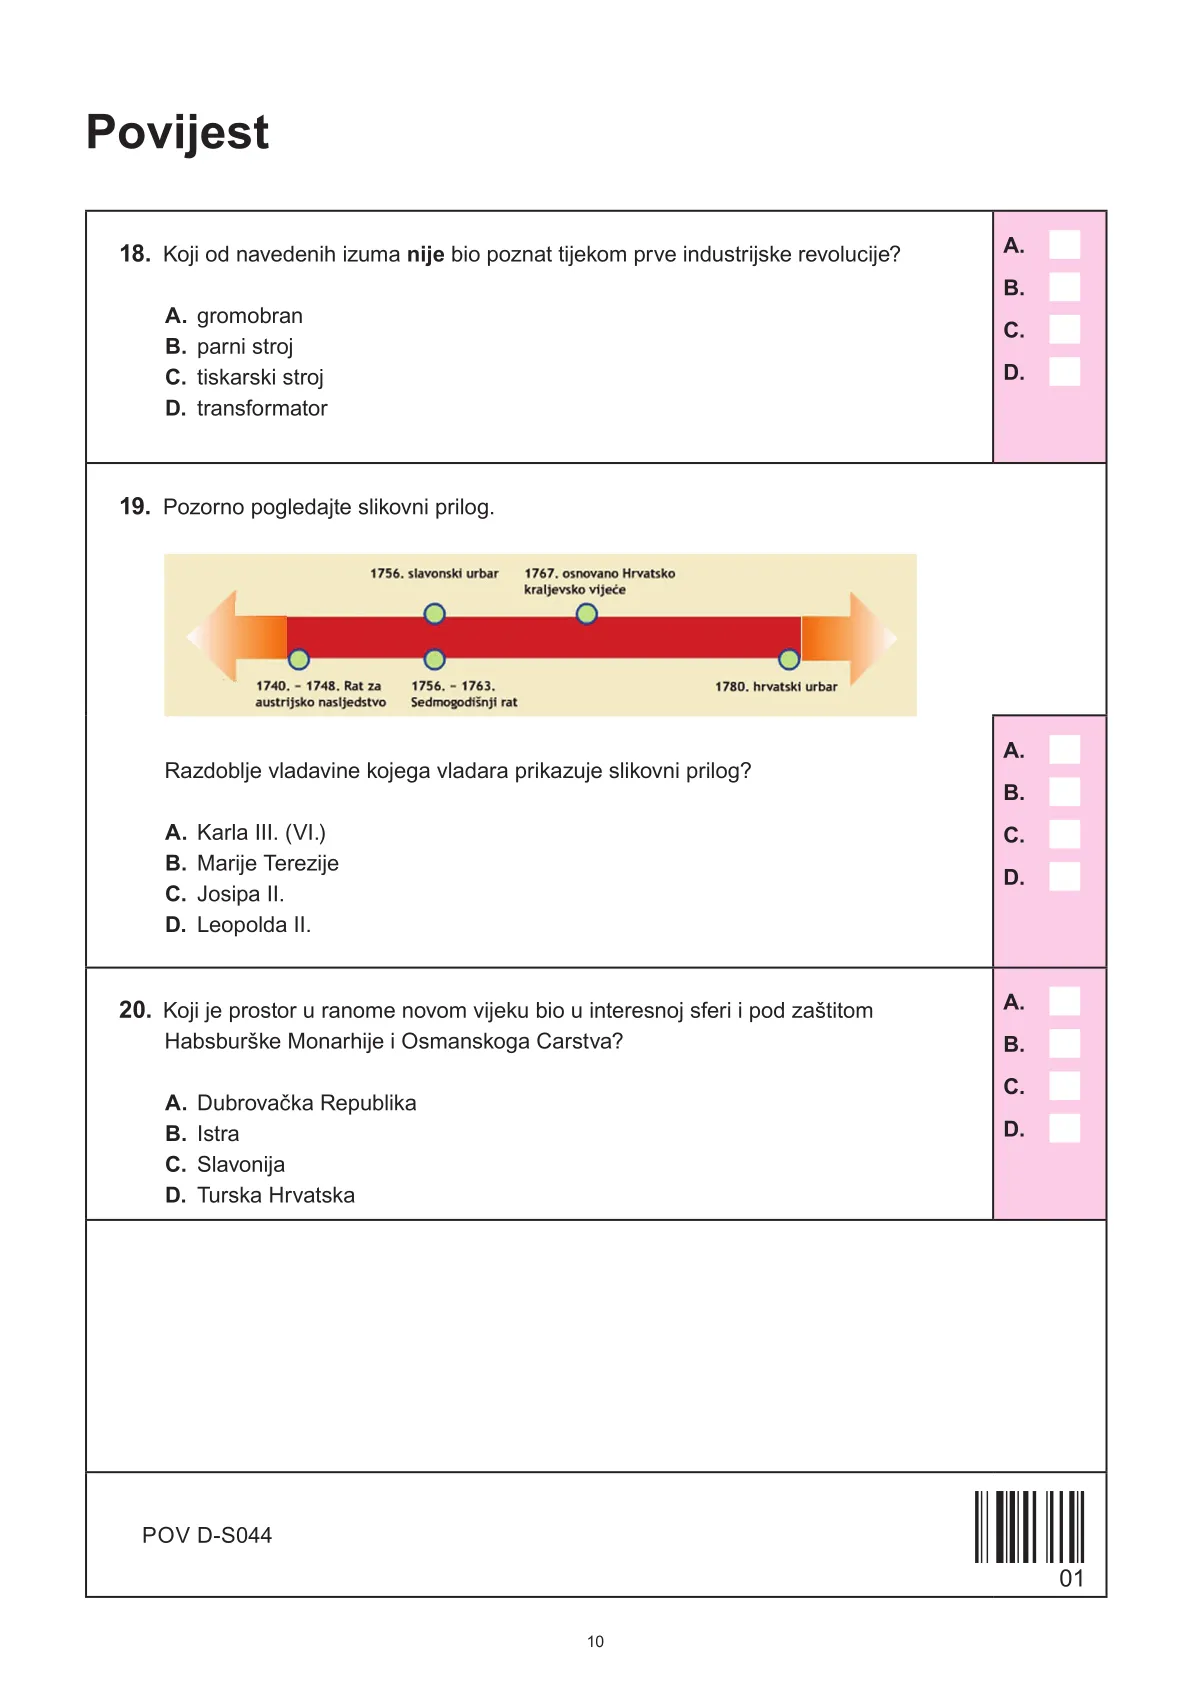 Povijest
18. Koji od navedenih izuma nije bio poznat tijekom prve industrijske revolucije?
A. gromobran
B. parni stroj
C. tiskarski stroj
D. transformator
A.
B.
C.
D.
19. Pozorno pogledajte slikovni prilog.
1756. slavonski urbar
1767. osnovano Hrvatsko
kraljevsko vijeće
1740. – 1748. Rat za
austrijsko nasljedstvo
1756. – 1763.
Sedmogodišnji rat
1780. hrvatski urbar
Razdoblje vladavine kojega vladara prikazuje slikovni prilog?
A. Karla III. (VI.)
B. Marije Terezije
C. Josipa II.
D. Leopolda II.
A.
B.
C.
D.
20. Koji je prostor u ranome novom vijeku bio u interesnoj sferi i pod zaštitom
Habsburške Monarhije i Osmanskoga Carstva?
A. Dubrovačka Republika
B. Istra
C. Slavonija
D. Turska Hrvatska
A.
B.
C.
D.
POV D-S044
01
10